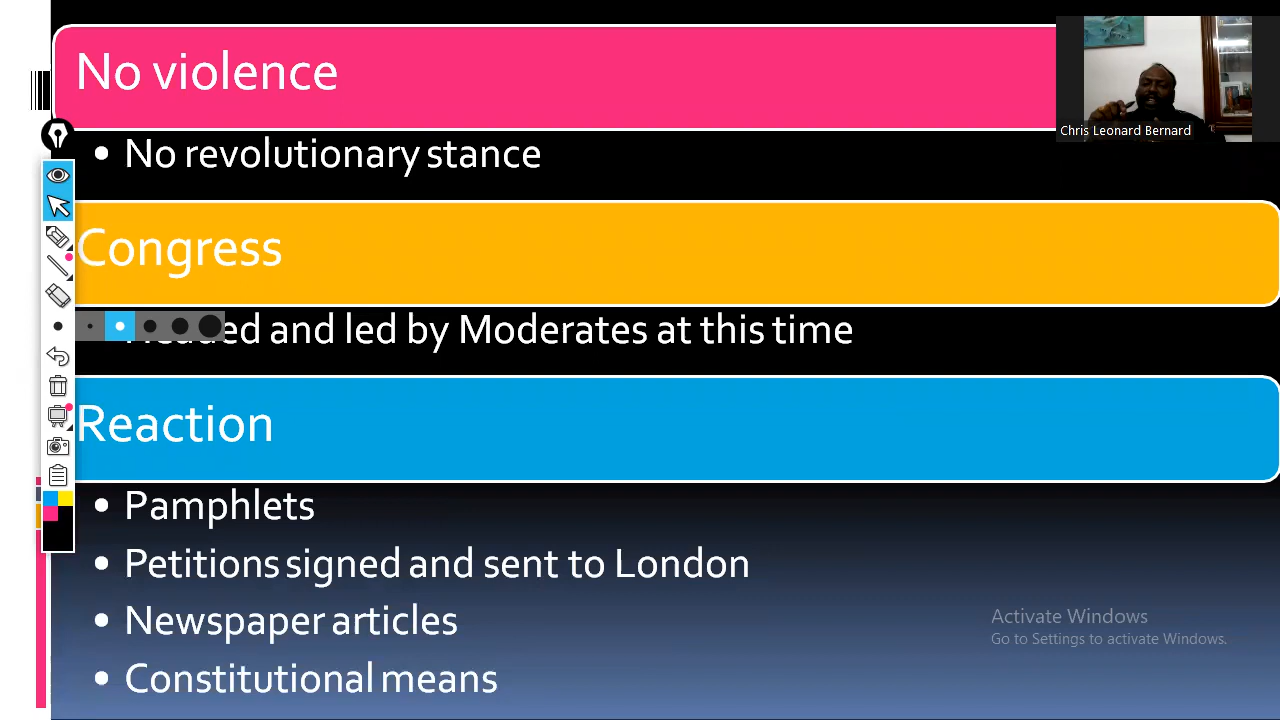 No violence
Chris Leonard Bernard
• No revolutionary stance
Congress
and led by Moderates at this time
Reaction
• Pamphlets
• Petitions signed and sent to London
• Newspaper articles
• Constitutional means
Activate Windows
Go to Settings to activate Windows.